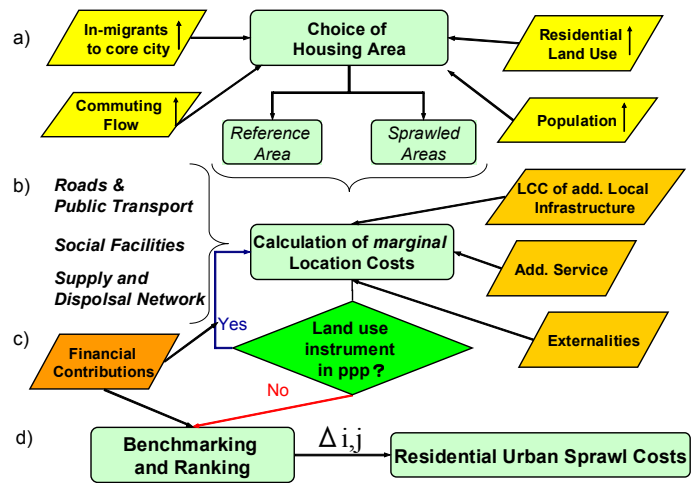 a)
In-migrants
to core city
Choice of
Housing Area
Residential
Land Use
Commuting
Flow
Population
Reference
Area
Sprawled
Areas
b)
Roads &
Public Transport
Social Facilities
Supply and
Dispolsal Network
LCC of add. Local
Infrastructure
Calculation of marginal
Location Costs
Add. Service
Externalities
Yes
c)
Financial
Contributions
Land use
instrument
in ppp?
No
d)
Benchmarking
and Ranking
Δ i,j
Residential Urban Sprawl Costs